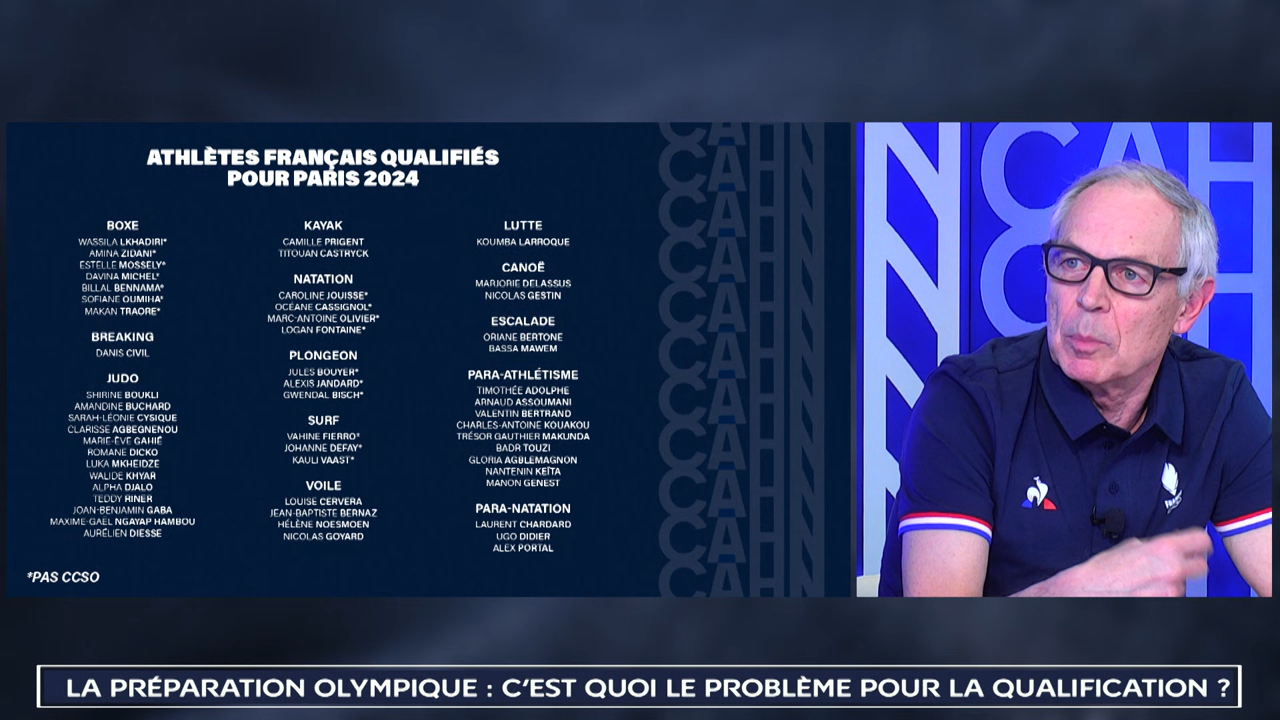 ATHLÈTES FRANÇAIS QUALIFIÉS
POUR PARIS 2024
BOXE
WASSILA LKHADIRI*
AMINA ZIDANI*
ESTELLE MOSSELY*
DAVINA MICHEL*
BILLAL BENNAMA*
SOFIANE OUMIHA*
MAKAN TRAORE*
BREAKING
DANIS CIVIL
JUDO
SHIRINE BOUKLI
AMANDINE BUCHARD
SARAH-LÉONIE CYSIQUE
CLARISSE AGBEGNENOU
MARIE-ÈVE GAHIÉ
ROMANE DICKO
LUKA MKHEIDZE
WALIDE KHYAR
ALPHA DJALO
TEDDY RINER
JOAN-BENJAMIN GABA
MAXIME-GAËL NGAYAP HAMBOU
AURÉLIEN DIESSE
*PAS CCSO
KAYAK
CAMILLE PRIGENT
TITOUAN CASTRYCK
NATATION
CAROLINE JOUISSE*
OCÉANE CASSIGNOL*
MARC-ANTOINE OLIVIER*
LOGAN FONTAINE*
PLONGEON
JULES BOUYER*
ALEXIS JANDARD*
GWENDAL BISCH*
SURF
VAHINE FIERRO*
JOHANNE DEFAY*
KAULI VAAST*
VOILE
LOUISE CERVERA
JEAN-BAPTISTE BERNAZ
HÉLÈNE NOESMOEN
NICOLAS GOYARD
LUTTE
KOUMBA LARROQUE
CANOË
MARJORIE DELASSUS
NICOLAS GESTIN
ESCALADE
ORIANE BERTONE
BASSA MAWEM
PARA-ATHLÉTISME
TIMOTHÉE ADOLPHE
ARNAUD ASSOUMANI
VALENTIN BERTRAND
CHARLES-ANTOINE KOUAKOU
TRÉSOR GAUTHIER MAKUNDA
BADR TOUZI
GLORIA AGBLEMAGNON
NANTENIN KEÏTA
MANON GENEST
PARA-NATATION
LAURENT CHARDARD
UGO DIDIER
ALEX PORTAL
LA PRÉPARATION OLYMPIQUE : C'EST QUOI LE PROBLÈME POUR LA QUALIFICATION ?